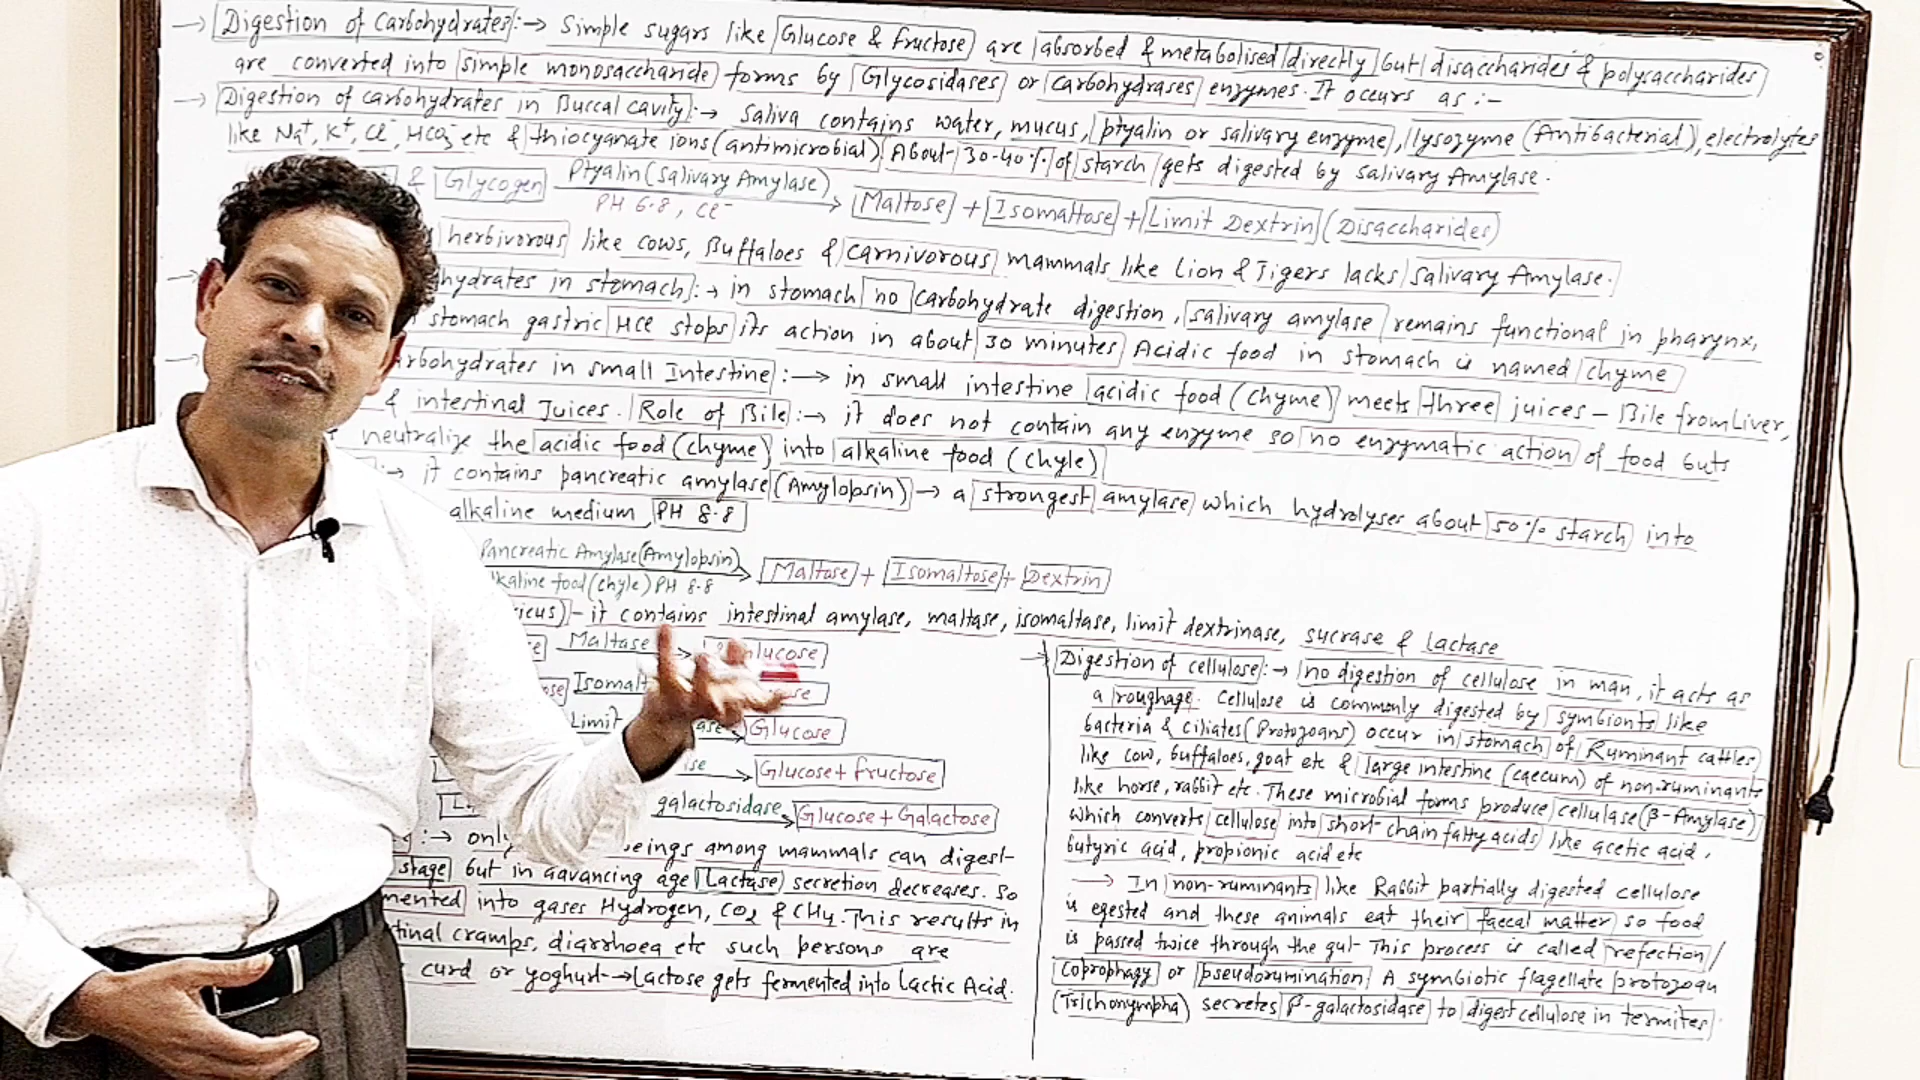 → Digestion of Carbohydrates :→ Simple sugars like Glucose & fructose are absorbed & metabolised directly but disaccharides & polysaccharides
are converted into simple monosaccharide forms by Glycosidases or carbohydrases enzymes. It occurs as :-
→ Digestion of carbohydrates in Buccal cavity :→ Saliva contains water, mucus, ptyalin or salivary enzyme, lysozyme (Antibacterial), electrolytes
like Na+, K+, Cl-, HCO3- etc & thiocyanate ions (antimicrobial) About 30-40% of starch gets digested by salivary Amylase.
& Glycogen Ptyalin (Salivary Amylase) PH 6.8, Cl- → Maltose + Isomaltose + Limit Dextrin (Disaccharides)
herbivorous like cows, Buffaloes & Carnivorous mammals like Lion & Tigers lacks salivary Amylase.
hydrates in stomach :→ in stomach no carbohydrate digestion, salivary amylase remains functional in pharynx,
stomach gastric HCl stops its action in about 30 minutes Acidic food in stomach is named chyme
arbohydrates in small Intestine :→ in small intestine acidic food (chyme) meets three juices – Bile from Liver,
& intestinal Juices. Role of Bile :→ it does not contain any enzyme so no enzymatic action of food buts
neutralize the acidic food (chyme) into alkaline food (chyle)
:→ it contains pancreatic amylase (Amylopsin) → a strongest amylase which hydrolyses about 50% starch into
alkaline medium PH 8.8
Pancreatic Amylase (Amylopsin) lkaline food (chyle) PH 8.8 → Maltose + Isomaltose + Dextrin
icus) – it contains intestinal amylase, maltase, isomaltase, limit dextrinase, sucrase & lactase
Maltase → lucose
Isomalt se
Limit ase → Glucose
→ Glucose + fructose
galactosidase → Glucose + Galactose
:→ only beings among mammals can digest-
stage but in advancing age Lactase secretion decreases. So
mented into gases Hydrogen, CO2 & CH4. This results in
tinal cramps, diarrhoea etc such persons are
curd or yoghurt → Lactose gets fermented into Lactic Acid.
→ Digestion of cellulose :→ no digestion of cellulose in man, it acts as
a roughage. Cellulose is commonly digested by symbionts like
bacteria & ciliates (Protozoans) occur in stomach of Ruminant cattles
like cow, buffaloes, goat etc & large intestine (caecum) of non-ruminants
like horse, rabbit etc. These microbial forms produce cellulase (β-Amylase)
which converts cellulose into short-chain fatty acids like acetic acid,
butyric acid, propionic acid etc
→ In non-ruminants like Rabbit partially digested cellulose
is egested and these animals eat their faecal matter so food
is passed twice through the gut- This process is called refection/
Coprophagy or pseudorumination A symbiotic flagellate protozoan
(Trichonympha) secretes β-galactosidase to digest cellulose in termites.